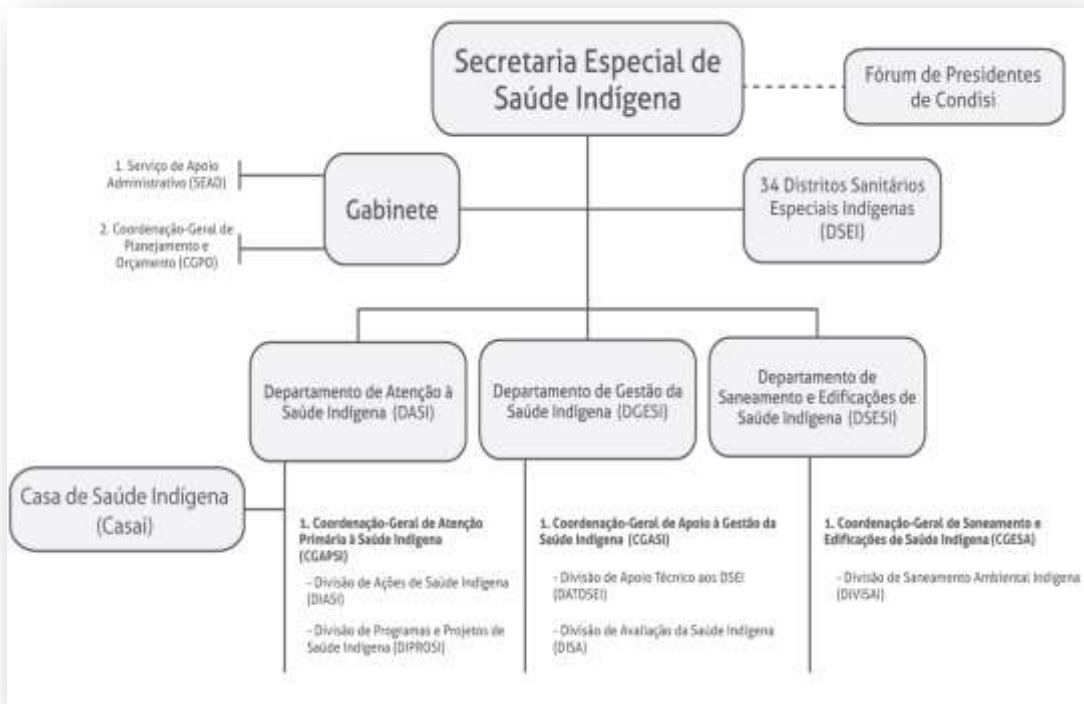 Secretaria Especial de
Saúde Indígena
Fórum de Presidentes
de Condisi
1. Serviço de Apoio
Administrativo (SEAD)
2. Coordenação-Geral de
Planejamento e
Orçamento (CGPO)
Gabinete
34 Distritos Sanitários
Especiais Indígenas
(DSEI)
Departamento de Atenção à
Saúde Indígena (DASI)
Departamento de Gestão da
Saúde Indígena (DGESI)
Departamento de
Saneamento e Edificações de
Saúde Indígena (DSESI)
Casa de Saúde Indígena
(Casai)
1. Coordenação-Geral de Atenção
Primária à Saúde Indígena
(CGAPSI)
- Divisão de Ações de Saúde Indígena
(DIASI)
- Divisão de Programas e Projetos de
Saúde Indígena (DIPROSI)
1. Coordenação-Geral de Apoio à Gestão da
Saúde Indígena (CGASI)
- Divisão de Apoio Técnico aos DSEI
(DATDSEI)
- Divisão de Avaliação da Saúde Indígena
(DISA)
1. Coordenação-Geral de Saneamento e
Edificações de Saúde Indígena (CGESA)
- Divisão de Saneamento Ambiental Indígena
(DIVISAI)